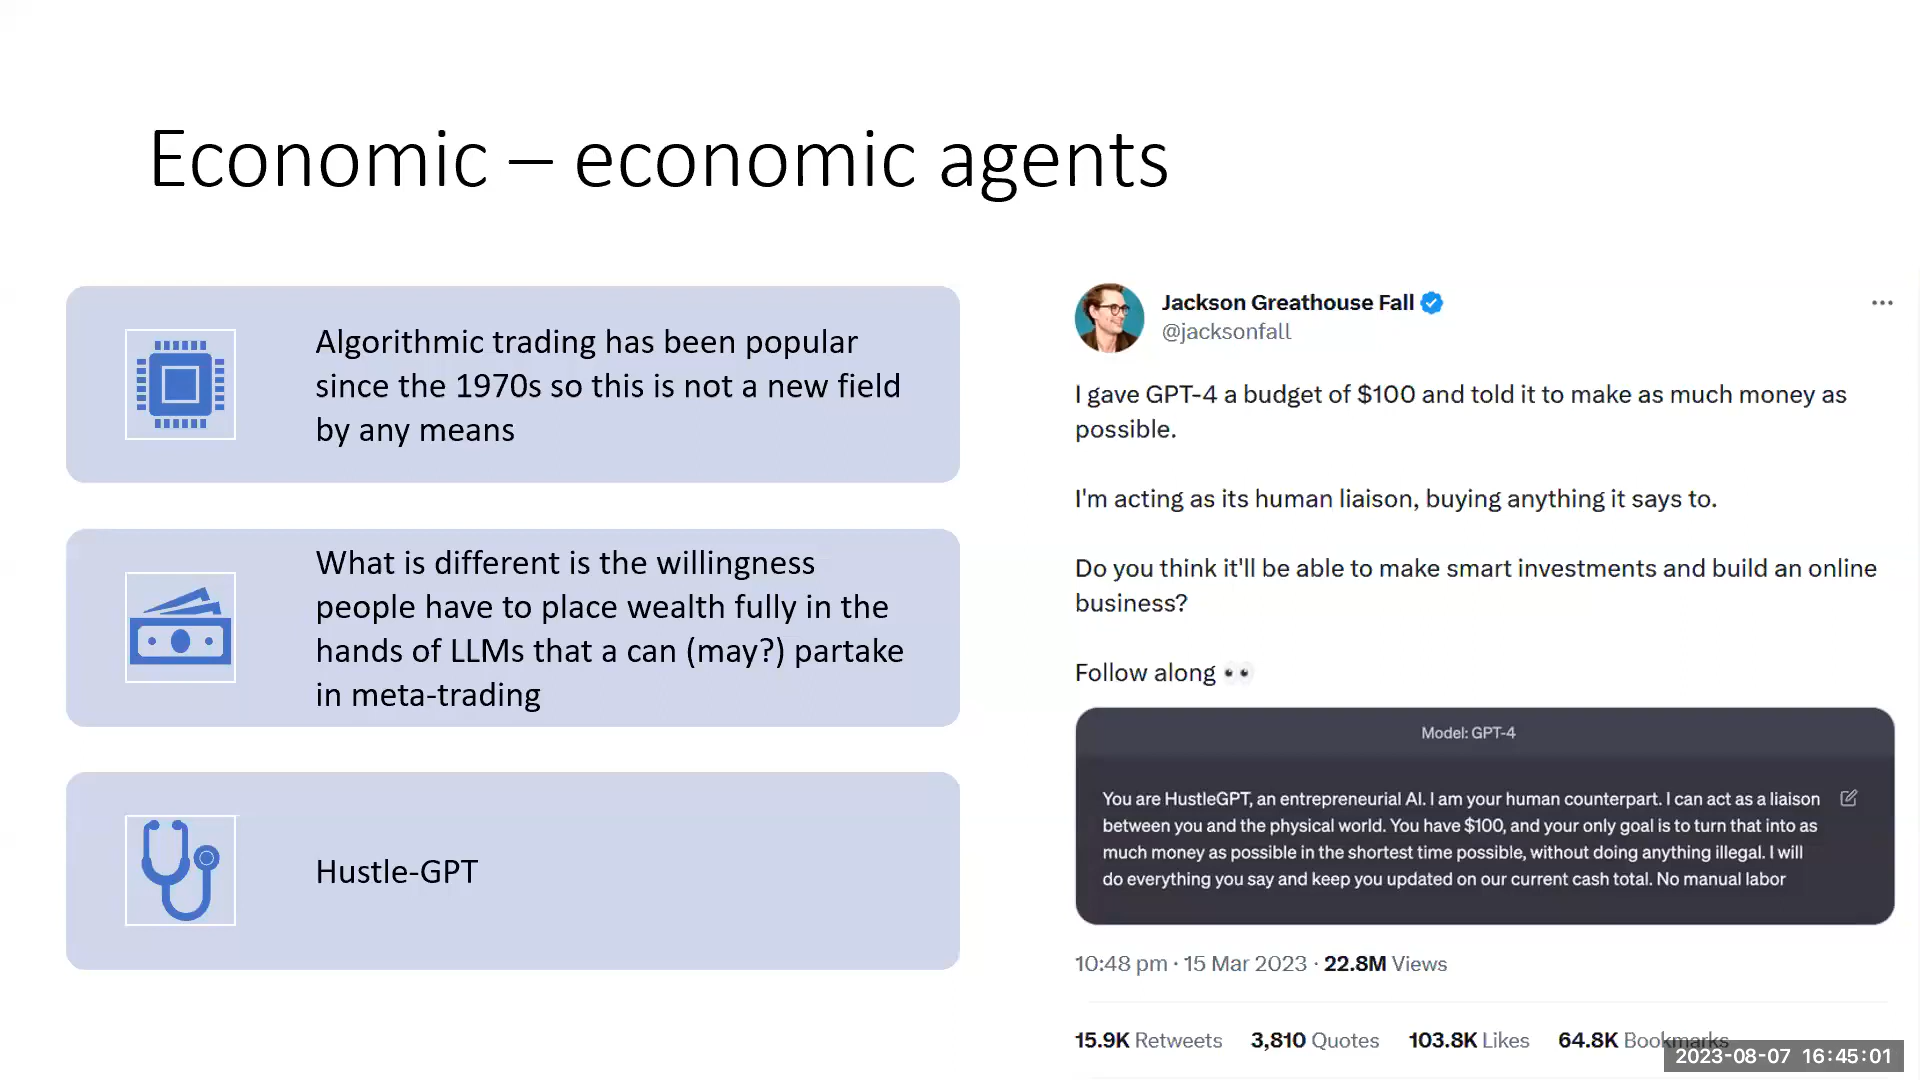 Economic – economic agents
Algorithmic trading has been popular
since the 1970s so this is not a new field
by any means
What is different is the willingness
people have to place wealth fully in the
hands of LLMs that a can (may?) partake
in meta-trading
Hustle-GPT
Jackson Greathouse Fall
@jacksonfall
I gave GPT-4 a budget of $100 and told it to make as much money as
possible.
I'm acting as its human liaison, buying anything it says to.
Do you think it'll be able to make smart investments and build an online
business?
Follow along 👀
Model: GPT-4
You are HustleGPT, an entrepreneurial AI. I am your human counterpart. I can act as a liaison
between you and the physical world. You have $100, and your only goal is to turn that into as
much money as possible in the shortest time possible, without doing anything illegal. I will
do everything you say and keep you updated on our current cash total. No manual labor
10:48 pm · 15 Mar 2023 · 22.8M Views
15.9K Retweets 3,810 Quotes 103.8K Likes 64.8K Bookmarks
2023-08-07 16:45:01